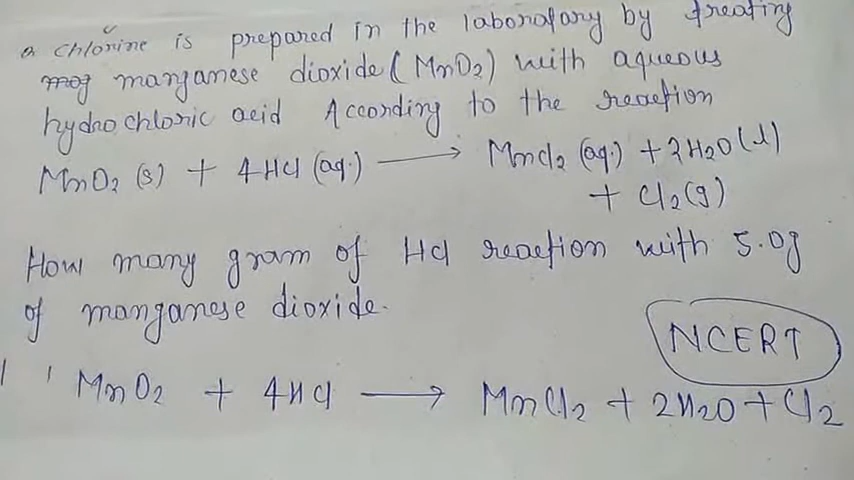 Q chlorine is prepared in the laboratory by treating
manganese dioxide (MnO2) with aqueous
hydrochloric acid According to the reaction
MnO2 (s) + 4HCl (aq.) → MnCl2 (aq.) + 2H2O(l)
+ Cl2(g)
How many gram of HCl reaction with 5.0g
of manganese dioxide.
NCERT
MnO2 + 4HCl → MnCl2 + 2H2O + Cl2